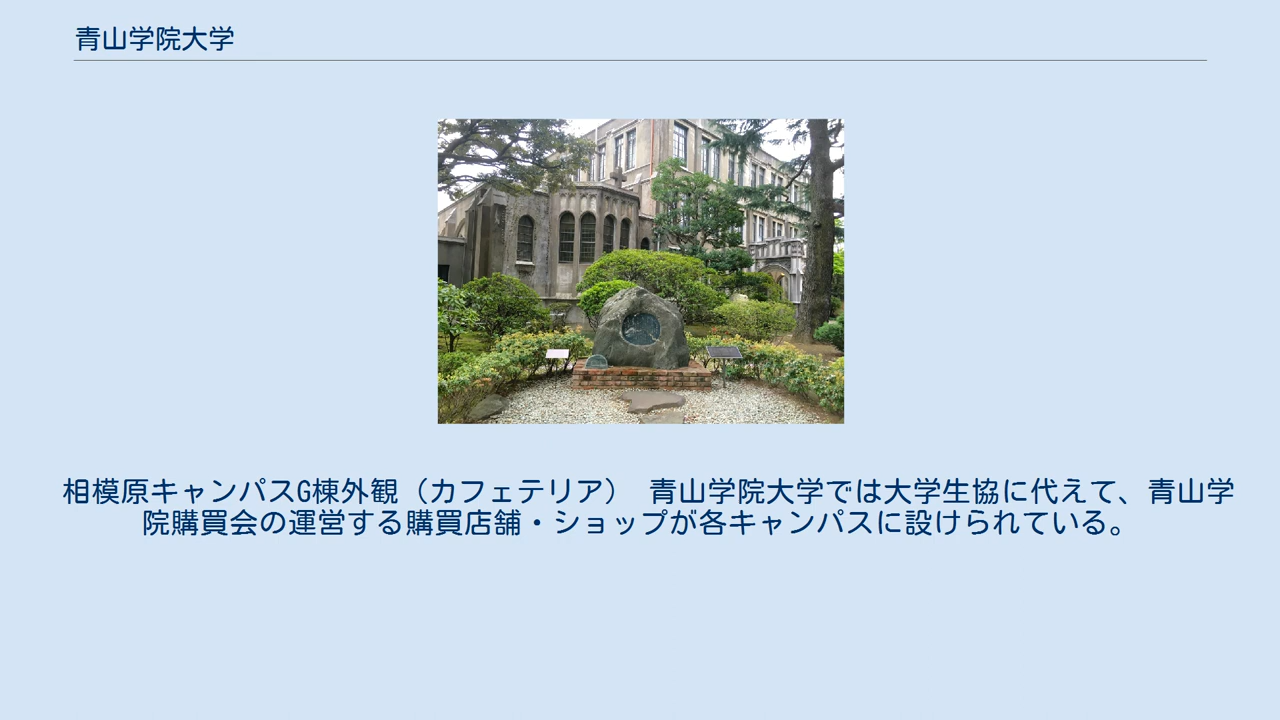 青山学院大学
相模原キャンパスG棟外観（カフェテリア） 青山学院大学では大学生協に代えて、青山学
院購買会の運営する購買店舗・ショップが各キャンパスに設けられている。